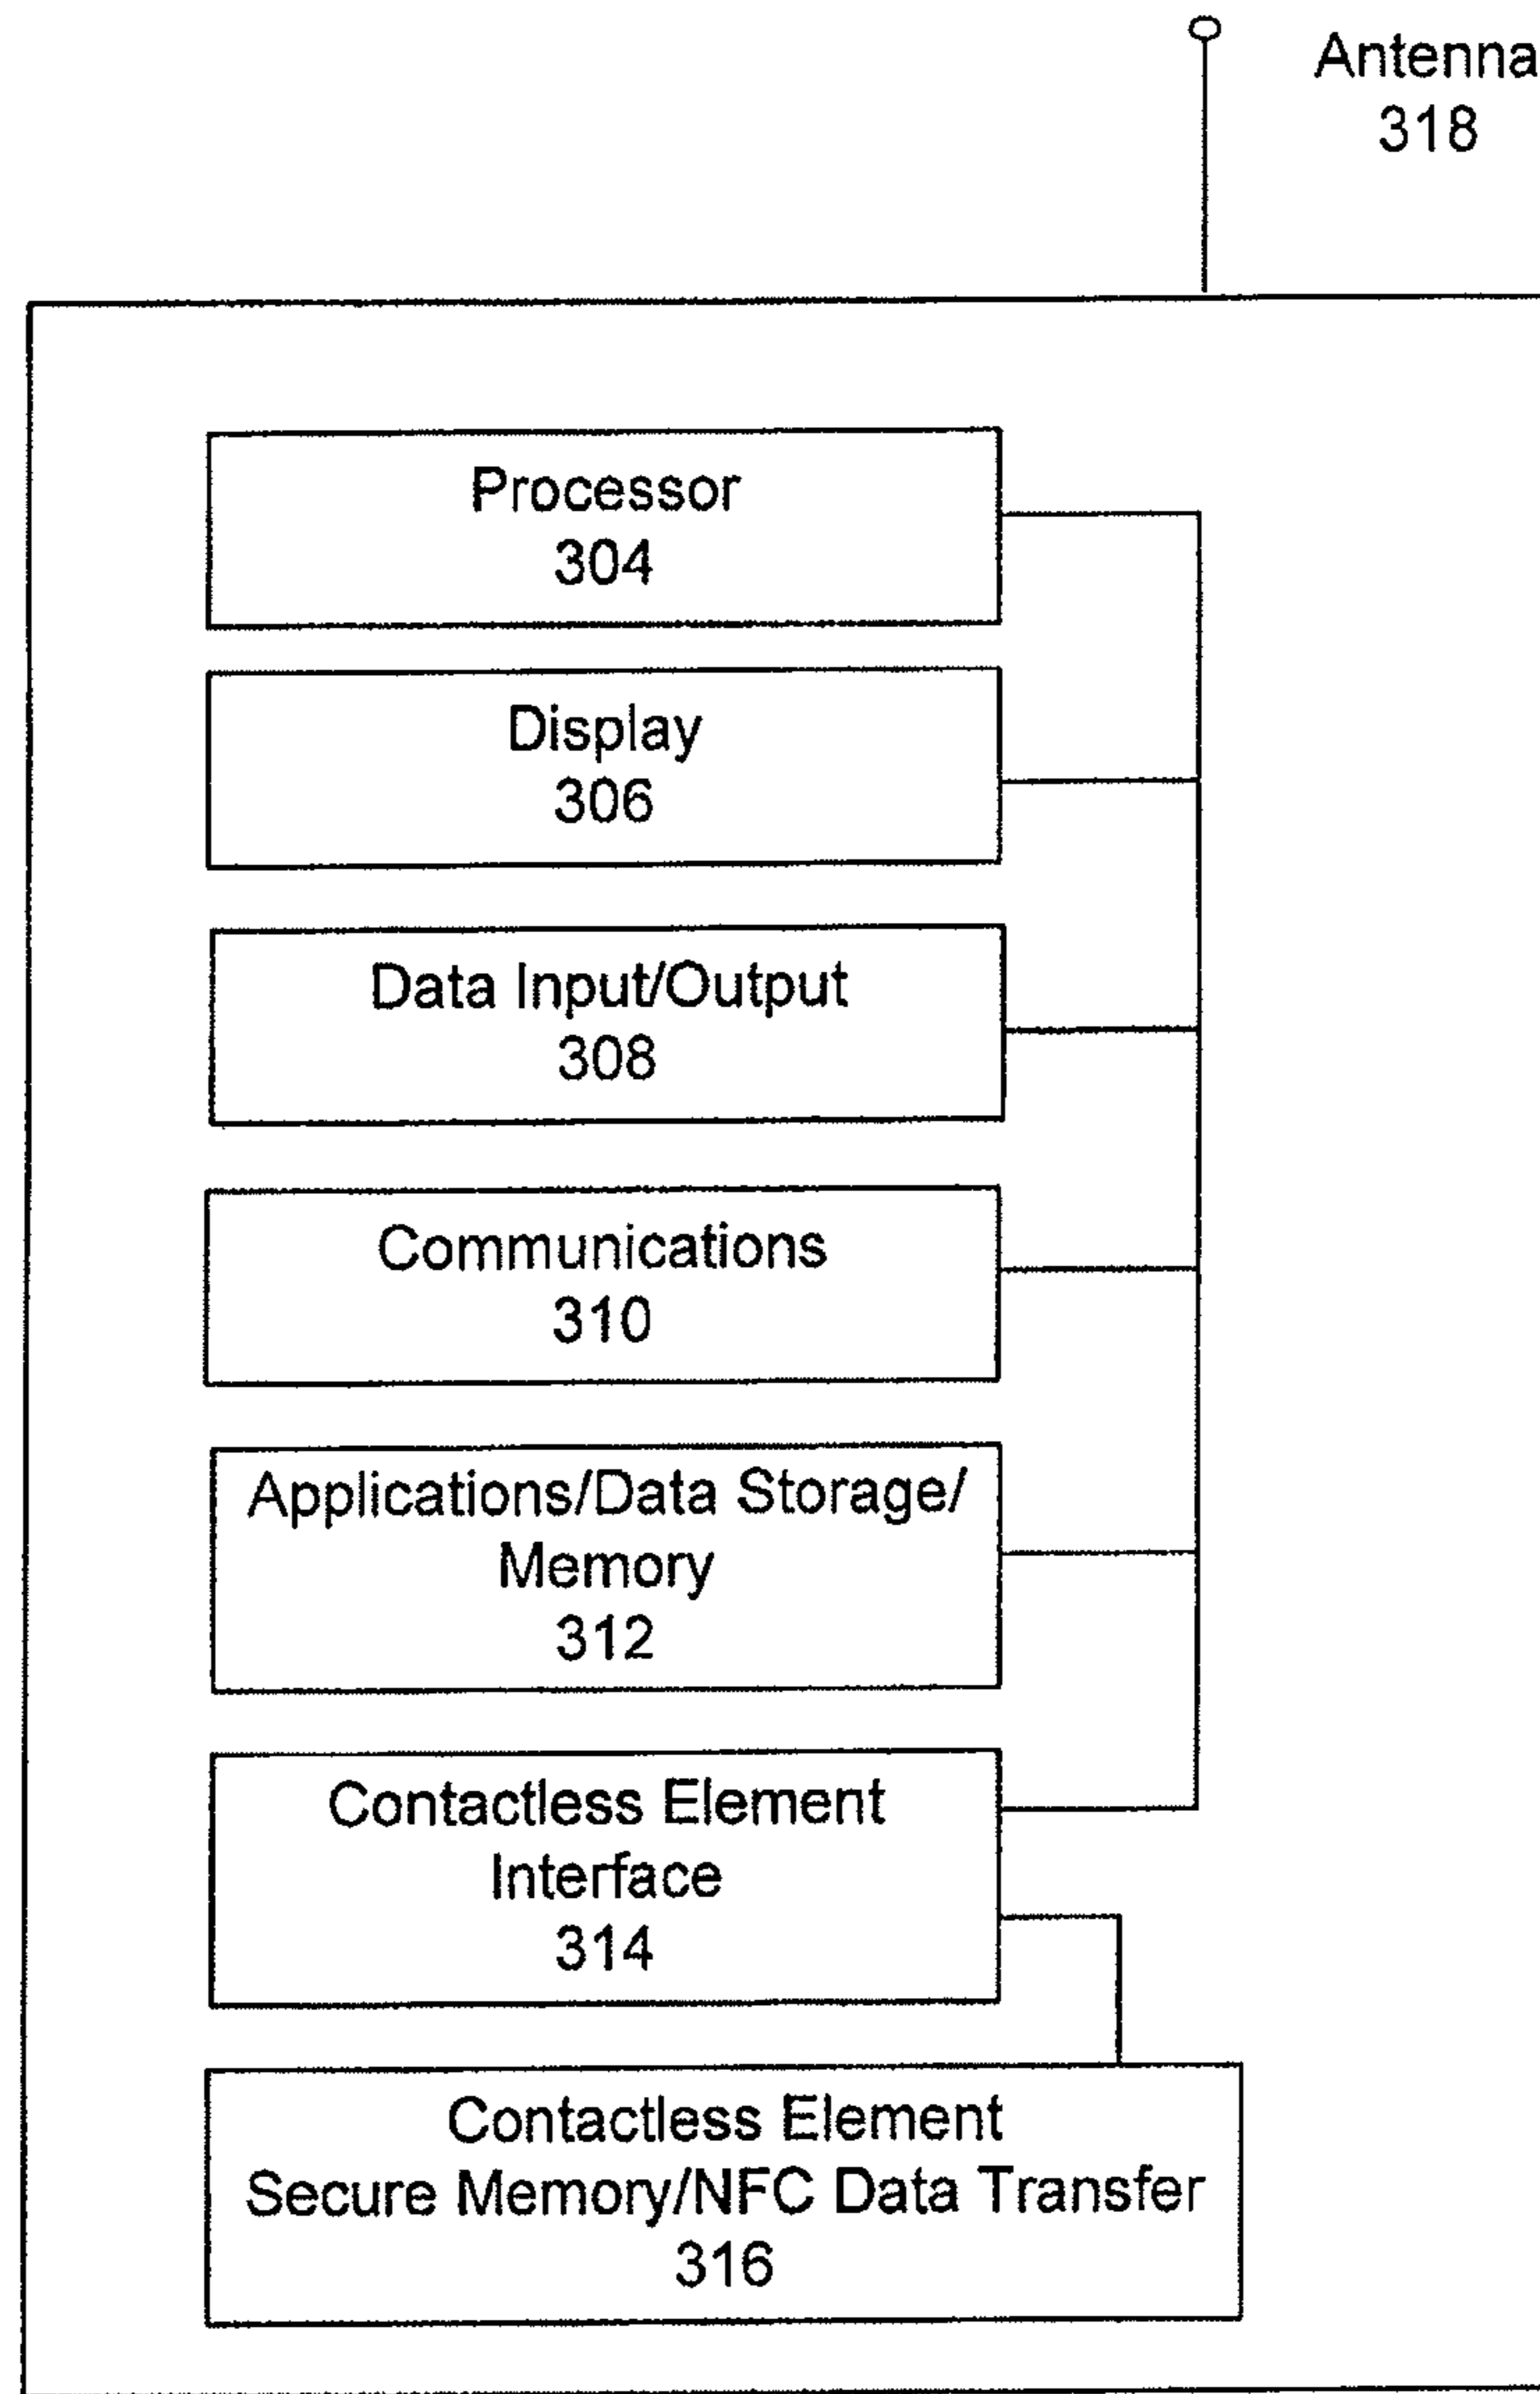 Antenna
318
Processor
304
Display
306
Data Input/Output
308
Communications
310
Applications/Data Storage/
Memory
312
Contactless Element
Interface
314
Contactless Element
Secure Memory/NFC Data Transfer
316